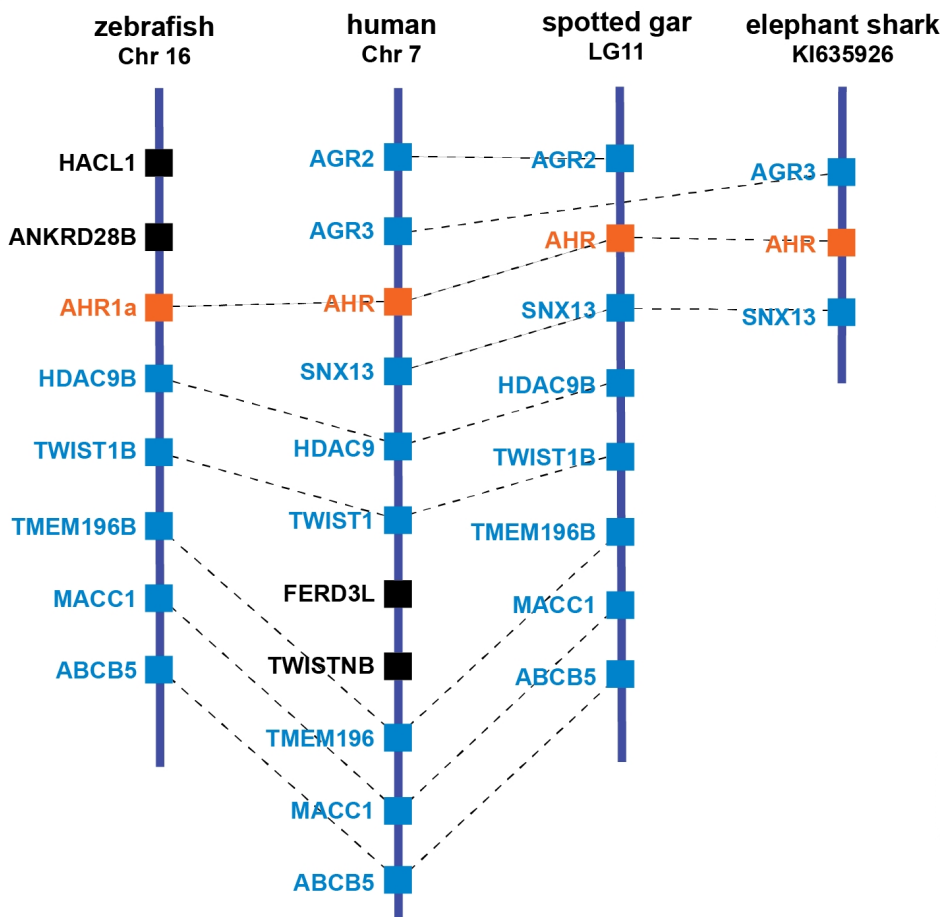 zebrafish
Chr 16
HACL1
ANKRD28B
AHR1a
HDAC9B
TWIST1B
TMEM196B
MACC1
ABCB5
human
Chr 7
AGR2
AGR3
AHR
SNX13
HDAC9
TWIST1
FERD3L
TWISTNB
TMEM196
MACC1
ABCB5
spotted gar
LG11
AGR2
AHR
SNX13
HDAC9B
TWIST1B
TMEM196B
MACC1
ABCB5
elephant shark
KI635926
AGR3
AHR
SNX13